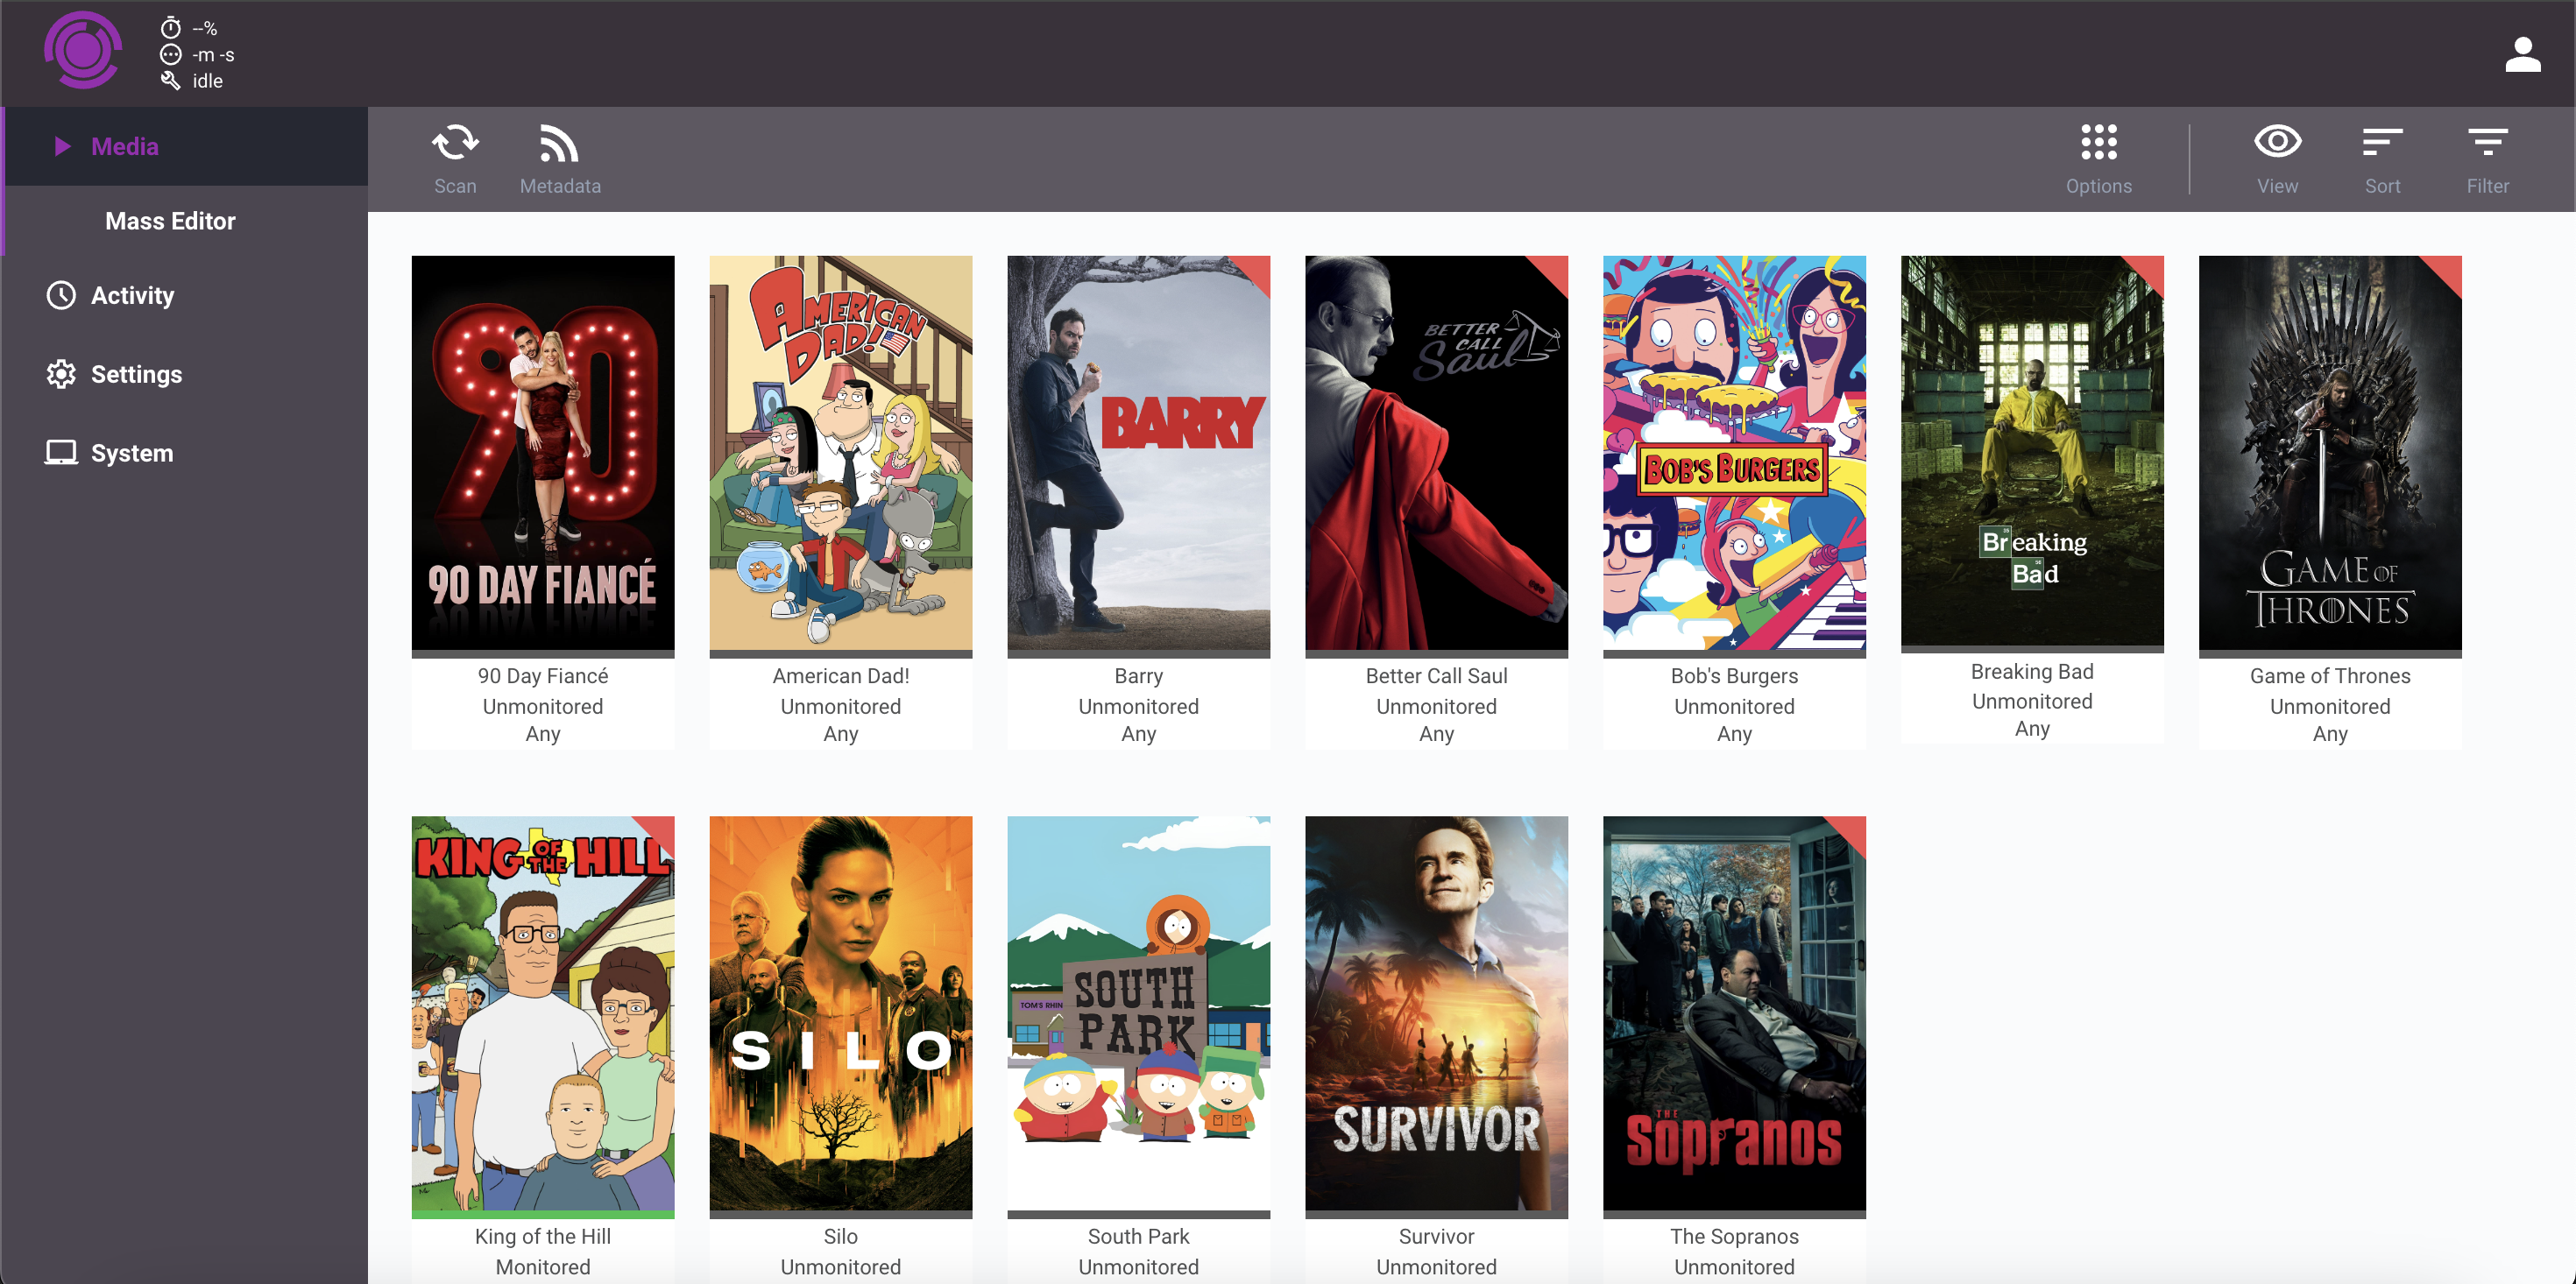 --%
-m -s
idle
Media
Mass Editor
Activity
Settings
System
Scan
Metadata
Options
View
Sort
Filter
90
90 DAY FIANCÉ
90 Day Fiancé
Unmonitored
Any
AMERICAN
DAD!
American Dad!
Unmonitored
Any
BARRY
Barry
Unmonitored
Any
BETTER
CALL
Saul
Better Call Saul
Unmonitored
Any
BOB'S BURGERS
Bob's Burgers
Unmonitored
Any
Breaking
Bad
Breaking Bad
Unmonitored
Any
GAME OF
THRONES
Game of Thrones
Unmonitored
Any
KING OF THE HILL
King of the Hill
Monitored
SILO
Silo
Unmonitored
TOM'S RHIN
SOUTH
PARK
South Park
Unmonitored
SURVIVOR
Survivor
Unmonitored
THE
Sopranos
The Sopranos
Unmonitored